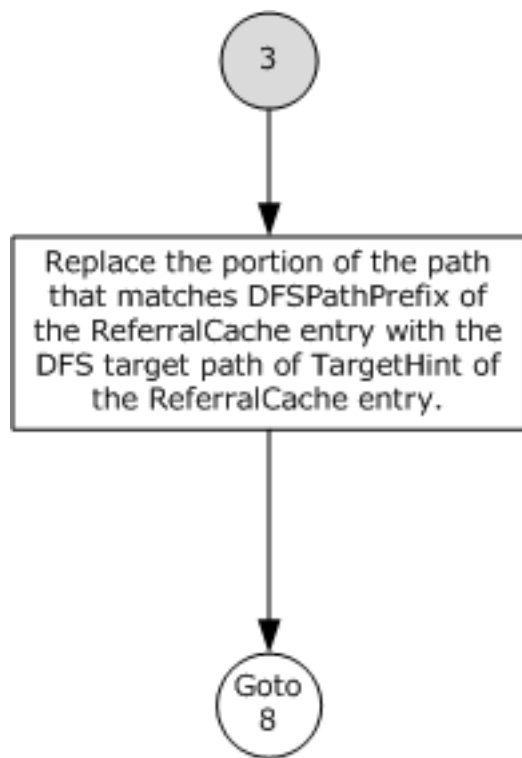 3
Replace the portion of the path
that matches DFSPathPrefix of
the ReferralCache entry with the
DFS target path of TargetHint of
the ReferralCache entry.
Goto
8